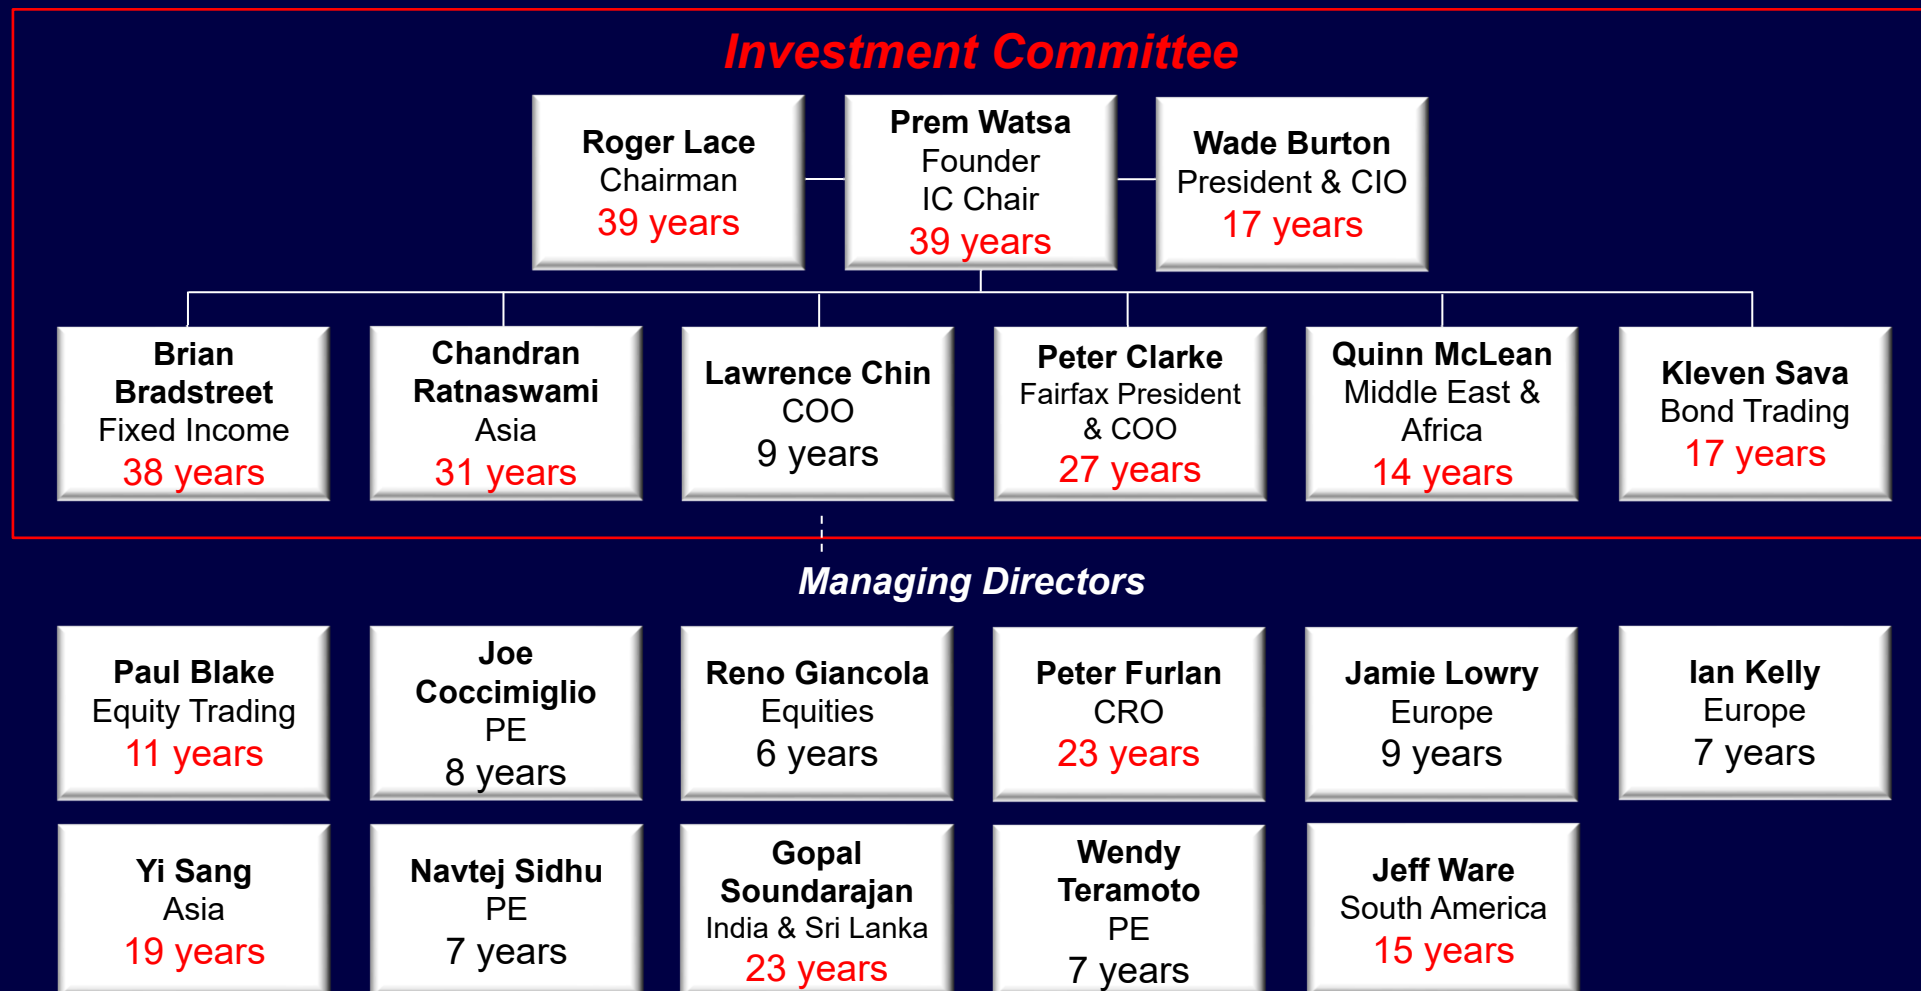 Investment Committee
Roger Lace
Chairman
39 years
Prem Watsa
Founder
IC Chair
39 years
Wade Burton
President & CIO
17 years
Brian
Bradstreet
Fixed Income
38 years
Chandran
Ratnaswami
Asia
31 years
Lawrence Chin
COO
9 years
Peter Clarke
Fairfax President
& COO
27 years
Quinn McLean
Middle East &
Africa
14 years
Kleven Sava
Bond Trading
17 years
Managing Directors
Paul Blake
Equity Trading
11 years
Joe
Coccimiglio
PE
8 years
Reno Giancola
Equities
6 years
Peter Furlan
CRO
23 years
Jamie Lowry
Europe
9 years
Ian Kelly
Europe
7 years
Yi Sang
Asia
19 years
Navtej Sidhu
PE
7 years
Gopal
Soundarajan
India & Sri Lanka
23 years
Wendy
Teramoto
PE
7 years
Jeff Ware
South America
15 years